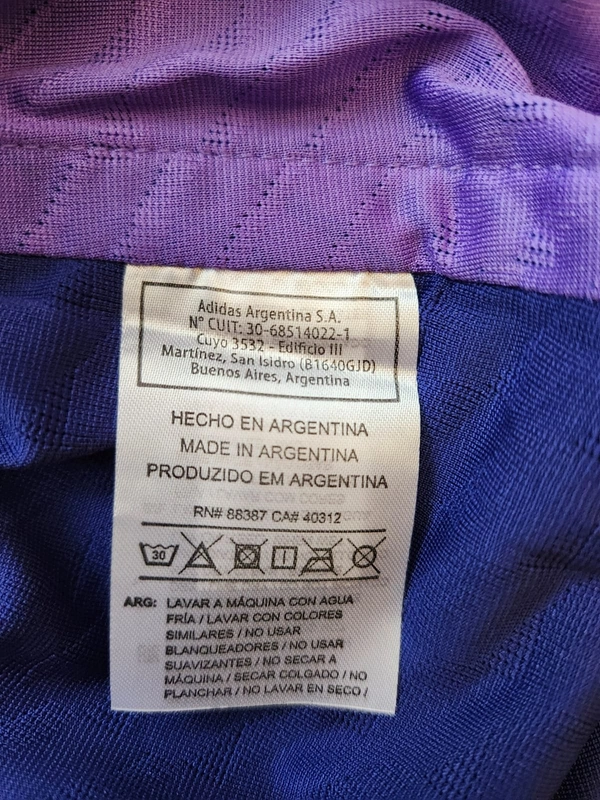 Adidas Argentina S.A.
N° CUIT: 30-68514022-1
Cuyo 3532 - Edificio III
Martínez, San Isidro (B1640GJD)
Buenos Aires, Argentina
HECHO EN ARGENTINA
MADE IN ARGENTINA
PRODUZIDO EM ARGENTINA
RN# 88387 CA# 40312
30
ARG: LAVAR A MÁQUINA CON AGUA
FRÍA / LAVAR CON COLORES
SIMILARES / NO USAR
BLANQUEADORES / NO USAR
SUAVIZANTES / NO SECAR A
MÁQUINA / SECAR COLGADO / NO
PLANCHAR / NO LAVAR EN SECO /